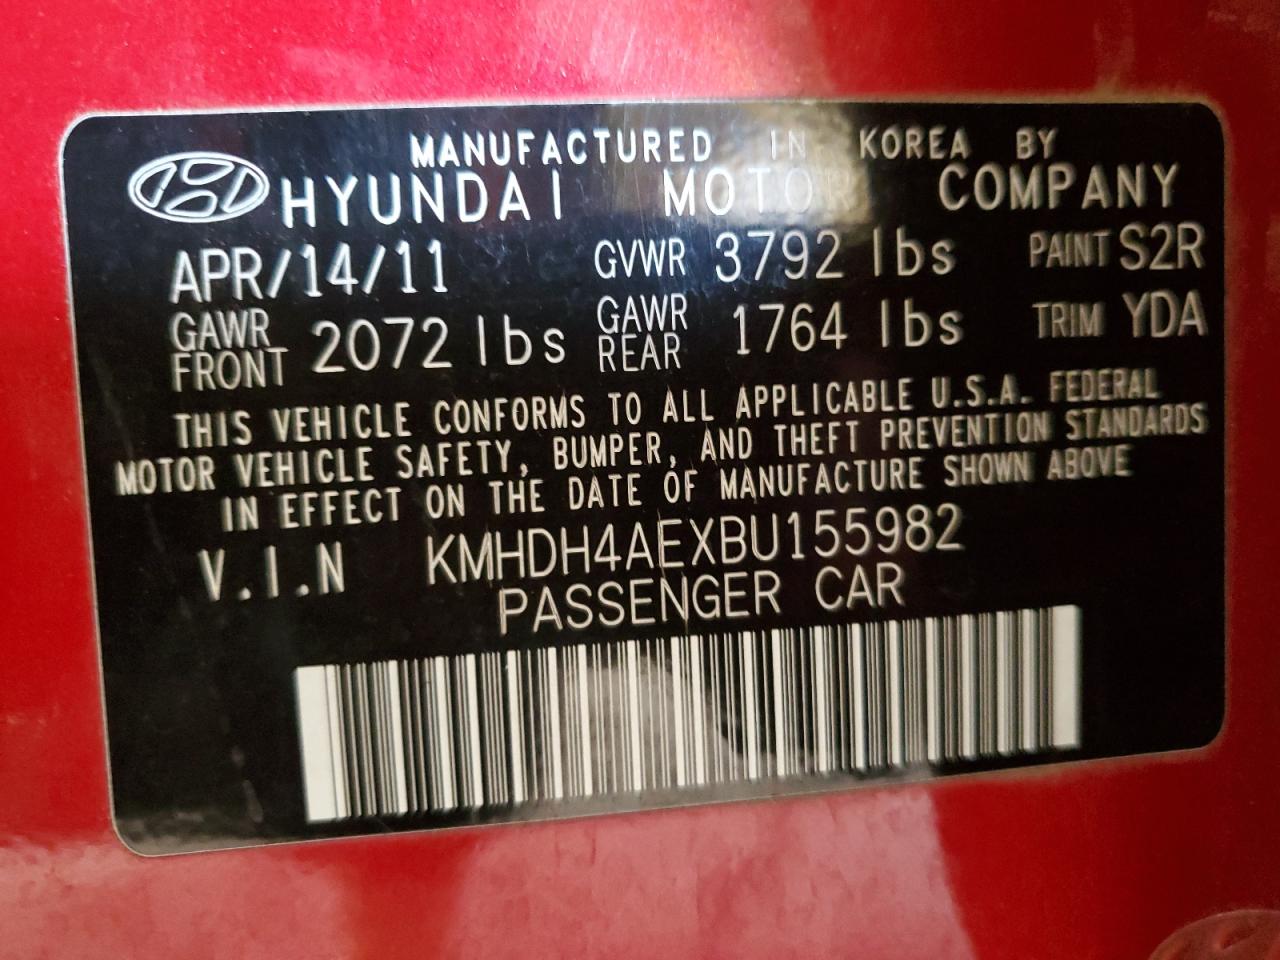 MANUFACTURED IN KOREA BY
HYUNDAI MOTOR COMPANY
APR/14/11 GVWR 3792 lbs PAINT S2R
GAWR FRONT 2072 lbs GAWR REAR 1764 lbs TRIM YDA
THIS VEHICLE CONFORMS TO ALL APPLICABLE U.S.A. FEDERAL
MOTOR VEHICLE SAFETY, BUMPER, AND THEFT PREVENTION STANDARDS
IN EFFECT ON THE DATE OF MANUFACTURE SHOWN ABOVE
V.I.N KMHDH4AEXBU155982
PASSENGER CAR